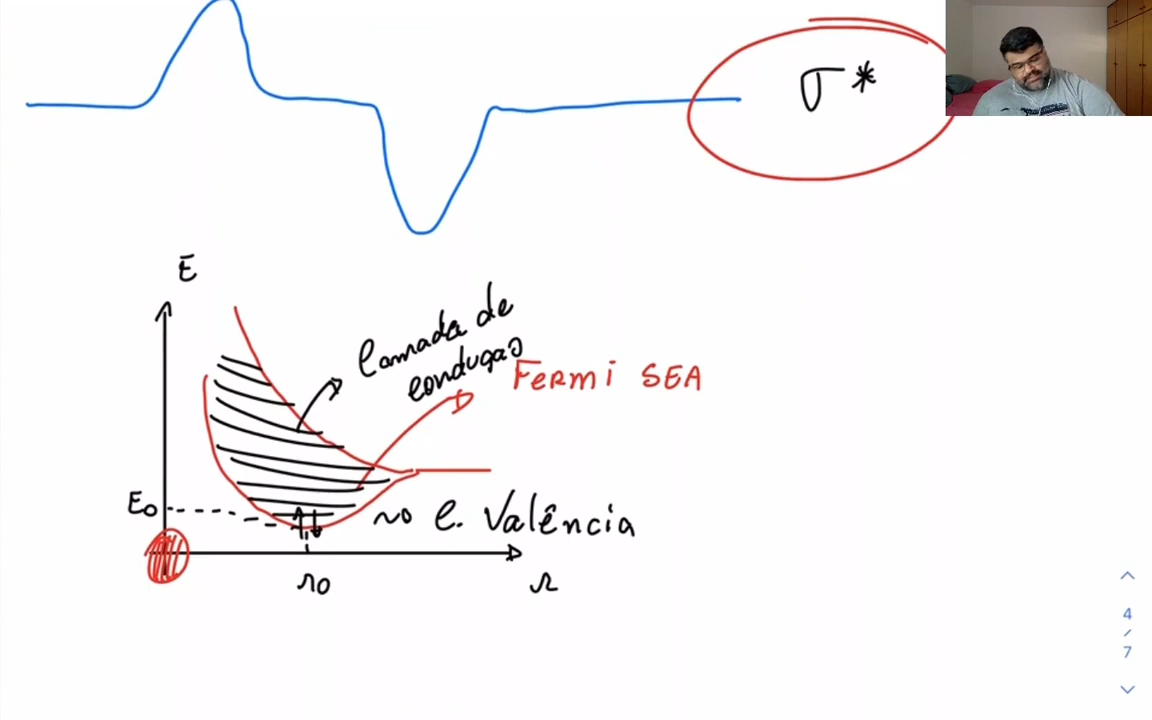 σ*
E
Camada de
condução
FERMI SEA
E0
~o C. Valência
r0
r
4
/
7